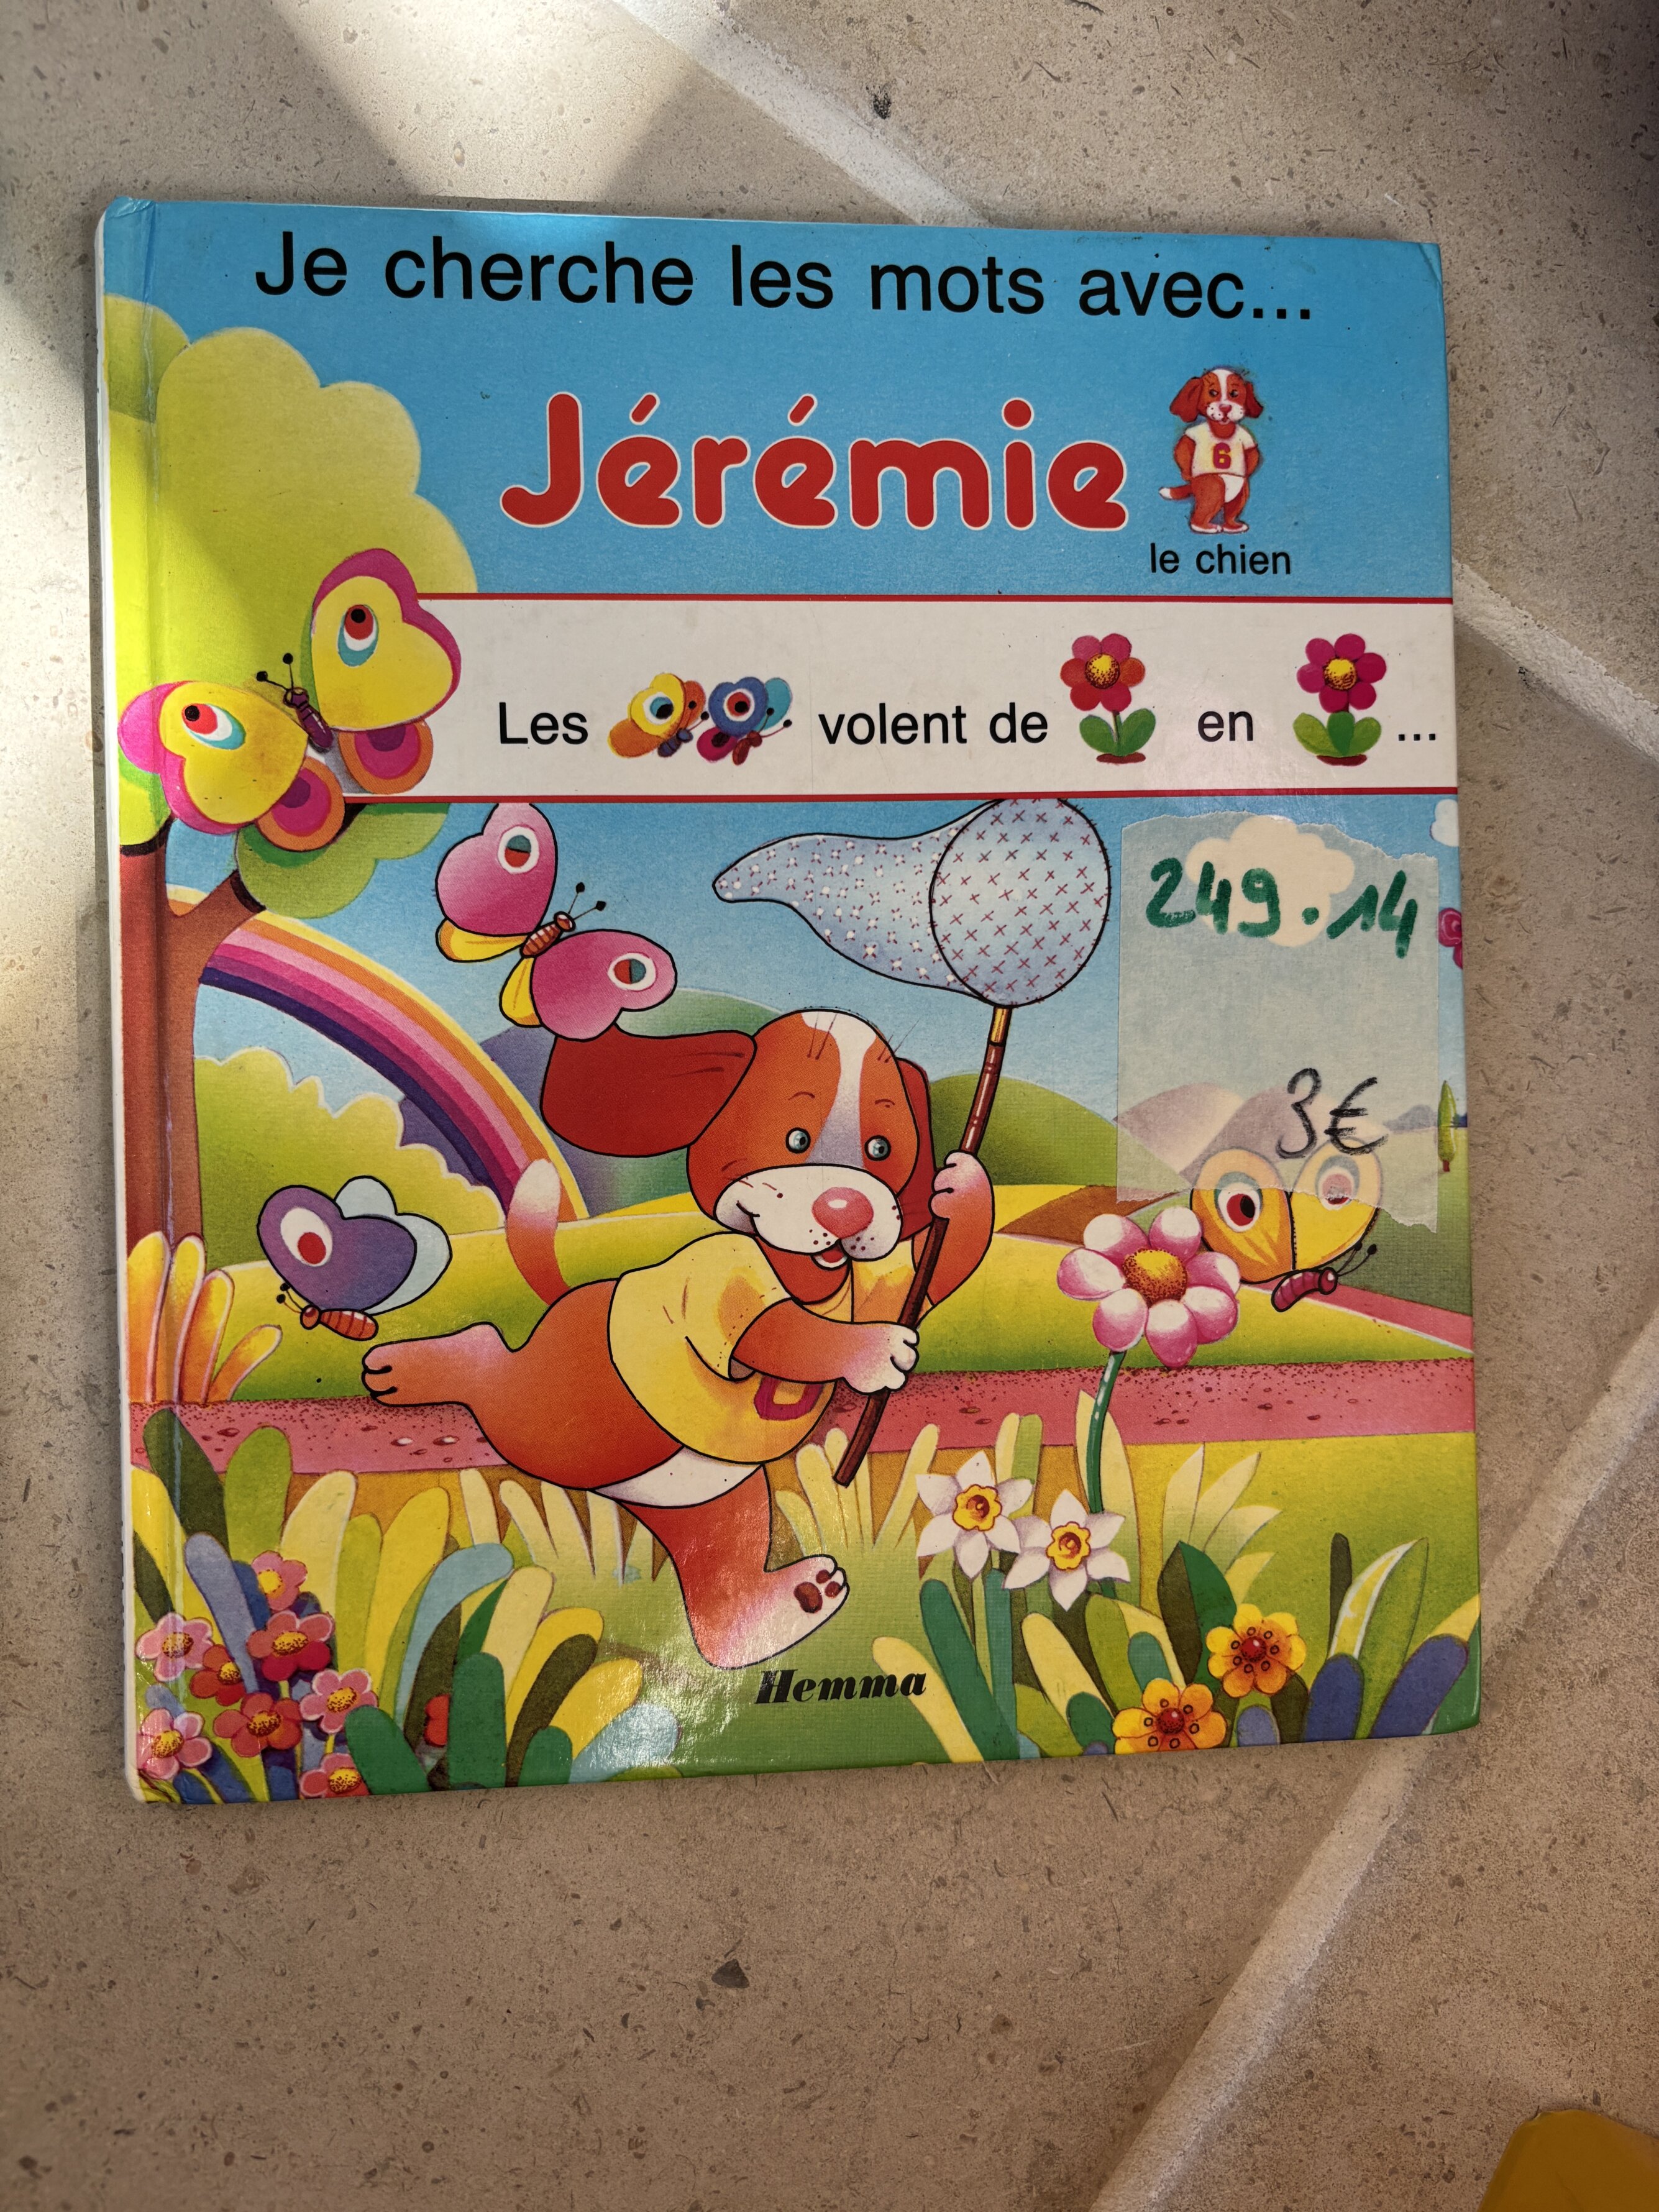 Je cherche les mots avec...
Jérémie
6
le chien
Les volent de en ...
249.14
3€
Hemma